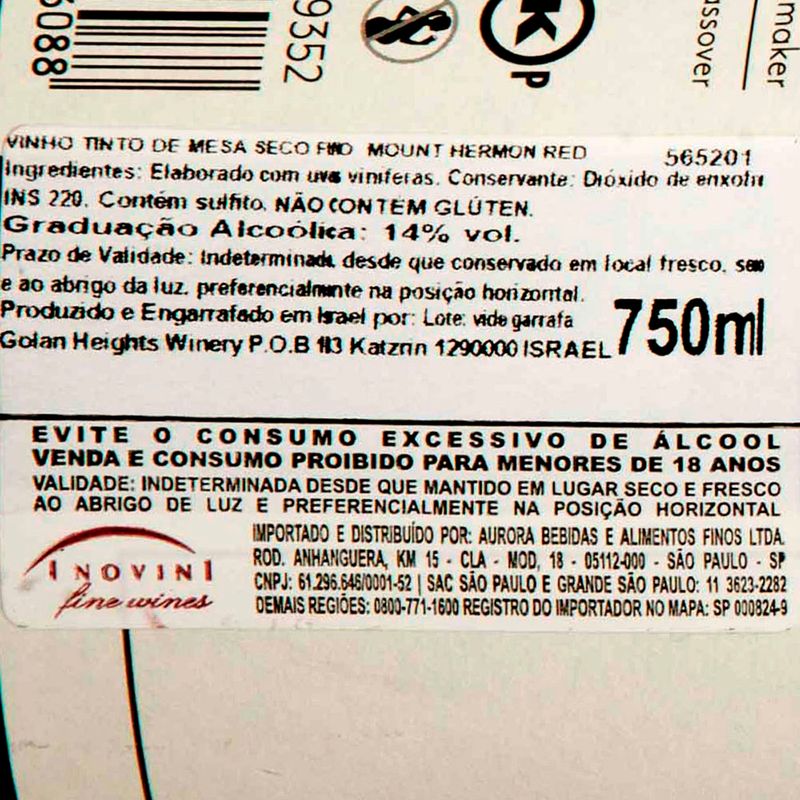 6088
9352
K
P
assover
maker
VINHO TINTO DE MESA SECO FINO MOUNT HERMON RED 565201
Ingredientes: Elaborado com uvas viníferas. Conservante: Dióxido de enxofre
INS 220. Contém sulfito. NÃO CONTÉM GLÚTEN.
Graduação Alcoólica: 14% vol.
Prazo de Validade: Indeterminada, desde que conservado em local fresco, seco
e ao abrigo da luz, preferencialmente na posição horizontal.
Produzido e Engarrafado em Israel por: Lote: vide garrafa
Golan Heights Winery P.O.B 183 Katzrin 1290000 ISRAEL
750ml
EVITE O CONSUMO EXCESSIVO DE ÁLCOOL
VENDA E CONSUMO PROIBIDO PARA MENORES DE 18 ANOS
VALIDADE: INDETERMINADA DESDE QUE MANTIDO EM LUGAR SECO E FRESCO
AO ABRIGO DE LUZ E PREFERENCIALMENTE NA POSIÇÃO HORIZONTAL
INOVINI
fine wines
IMPORTADO E DISTRIBUÍDO POR: AURORA BEBIDAS E ALIMENTOS FINOS LTDA.
ROD. ANHANGUERA, KM 15 - CLA - MOD, 18 - 05112-000 - SÃO PAULO - SP
CNPJ: 61.296.646/0001-52 | SAC SÃO PAULO E GRANDE SÃO PAULO: 11 3623-2282
DEMAIS REGIÕES: 0800-771-1600 REGISTRO DO IMPORTADOR NO MAPA: SP 000824-9